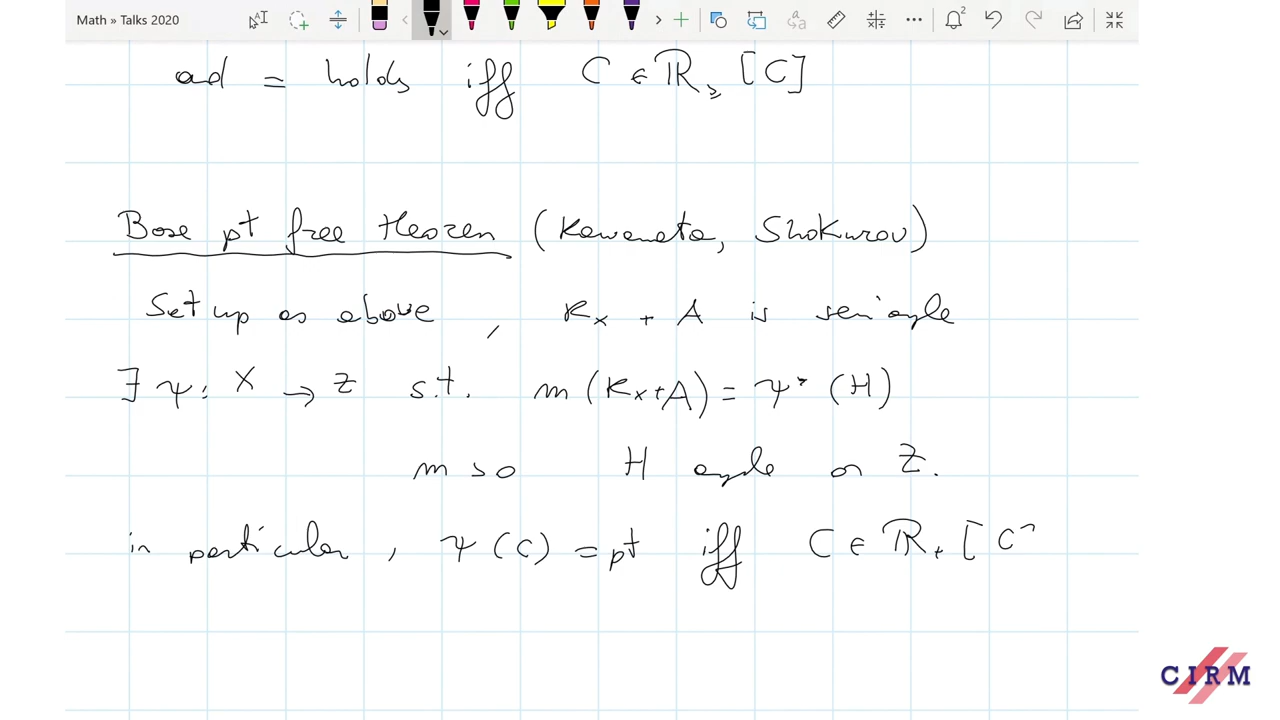 Math » Talks 2020
and = holds iff C ∈ ℝ≥ [C]
Base pt free theorem (Kawamata, Shokurov)
Set up as above, K_X + A is semiample
∃ ψ: X → Z s.t. m (K_X+A) = ψ* (H)
m >0 H ample on Z.
in particular, ψ (C) = pt iff C ∈ ℝ+ [C
CIRM